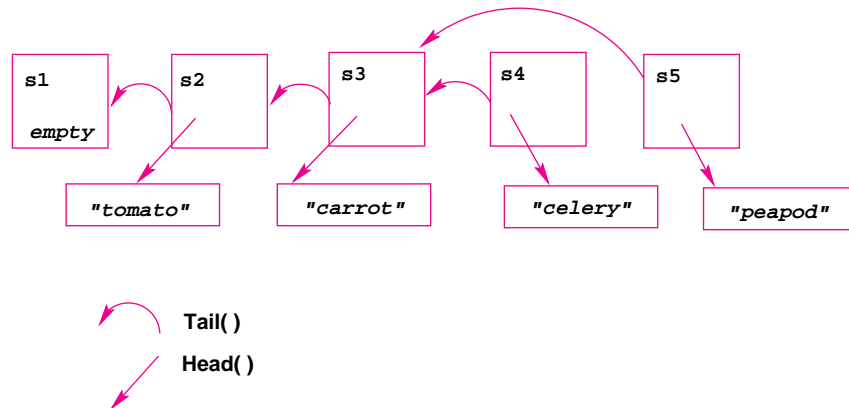 s1
s2
s3
s4
s5
empty
"tomato"
"carrot"
"celery"
"peapod"
Tail( )
Head( )